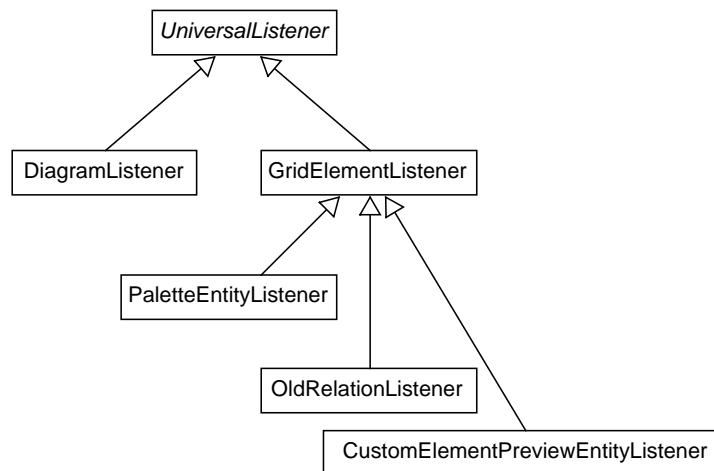 UniversalListener
DiagramListener
GridElementListener
PaletteEntityListener
OldRelationListener
CustomElementPreviewEntityListener